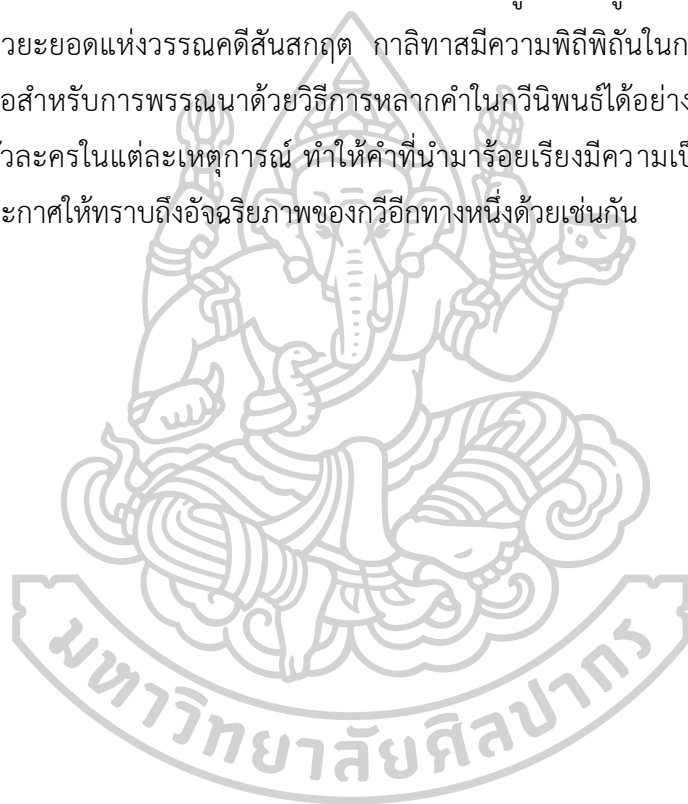 วยะยอดแห่งวรรณคดีสันสกฤต กาลิทาสมีความพิถีพิถันในก
อสำหรับการพรรณนาด้วยวิธีการหลากคำในกวีนิพนธ์ได้อย่าง
ัวละครในแต่ละเหตุการณ์ ทำให้คำที่นำมาร้อยเรียงมีความเป็
ะกาศให้ทราบถึงอัจฉริยภาพของกวีอีกทางหนึ่งด้วยเช่นกัน
มหาวิทยาลัยศิลปากร